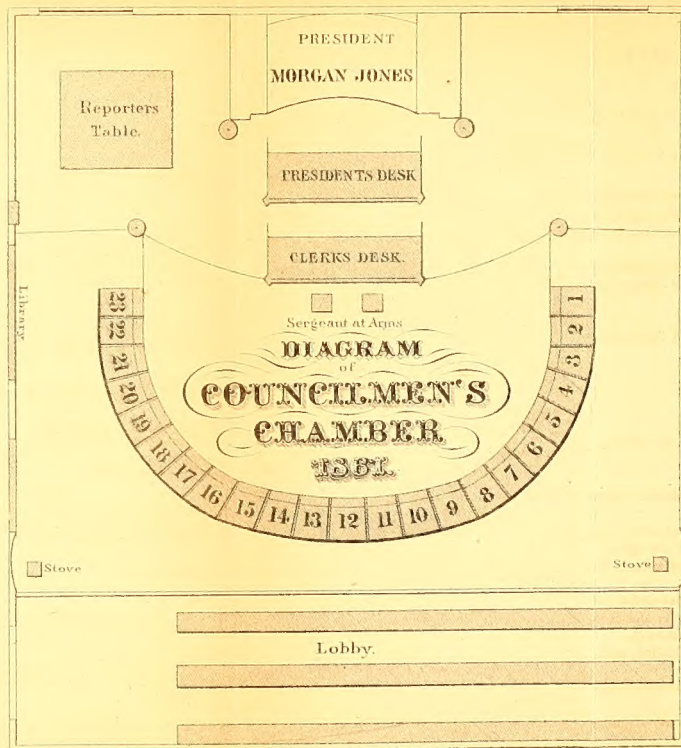 PRESIDENT
MORGAN JONES
Reporters
Table.
PRESIDENTS DESK
CLERKS DESK.
Library
Sergeant at Arms
DIAGRAM
of
COUNCILMEN'S
CHAMBER
1861.
1
2
3
4
5
6
7
8
9
10
11
12
13
14
15
16
17
18
19
20
21
22
23
Stove
Stove
Lobby.